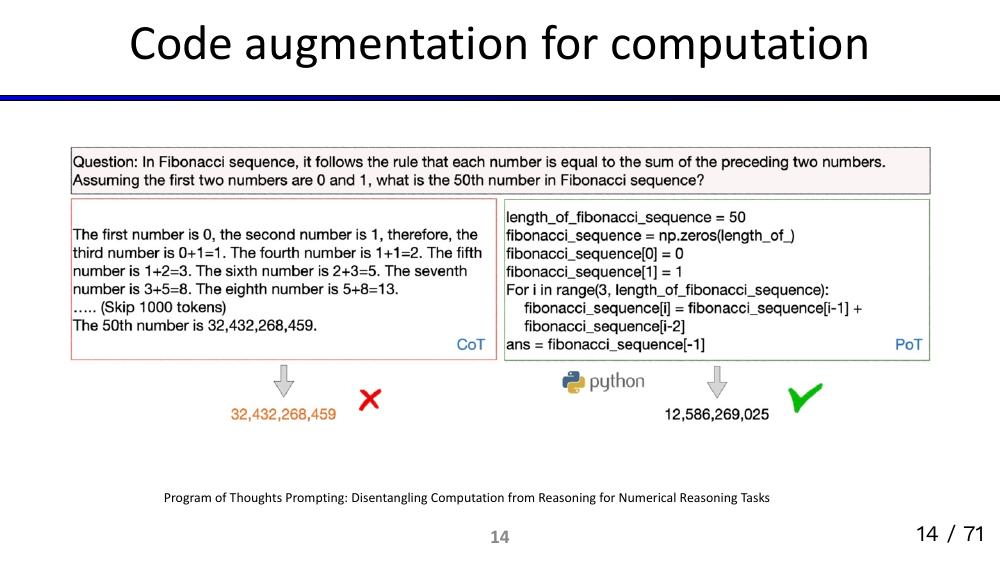 Code augmentation for computation
Question: In Fibonacci sequence, it follows the rule that each number is equal to the sum of the preceding two numbers.
Assuming the first two numbers are 0 and 1, what is the 50th number in Fibonacci sequence?
The first number is 0, the second number is 1, therefore, the
third number is 0+1=1. The fourth number is 1+1=2. The fifth
number is 1+2=3. The sixth number is 2+3=5. The seventh
number is 3+5=8. The eighth number is 5+8=13.
..... (Skip 1000 tokens)
The 50th number is 32,432,268,459.
CoT
32,432,268,459
length_of_fibonacci_sequence = 50
fibonacci_sequence = np.zeros(length_of_)
fibonacci_sequence[0] = 0
fibonacci_sequence[1] = 1
For i in range(3, length_of_fibonacci_sequence):
fibonacci_sequence[i] = fibonacci_sequence[i-1] +
fibonacci_sequence[i-2]
ans = fibonacci_sequence[-1]
PoT
python
12,586,269,025
Program of Thoughts Prompting: Disentangling Computation from Reasoning for Numerical Reasoning Tasks
14
14 / 71